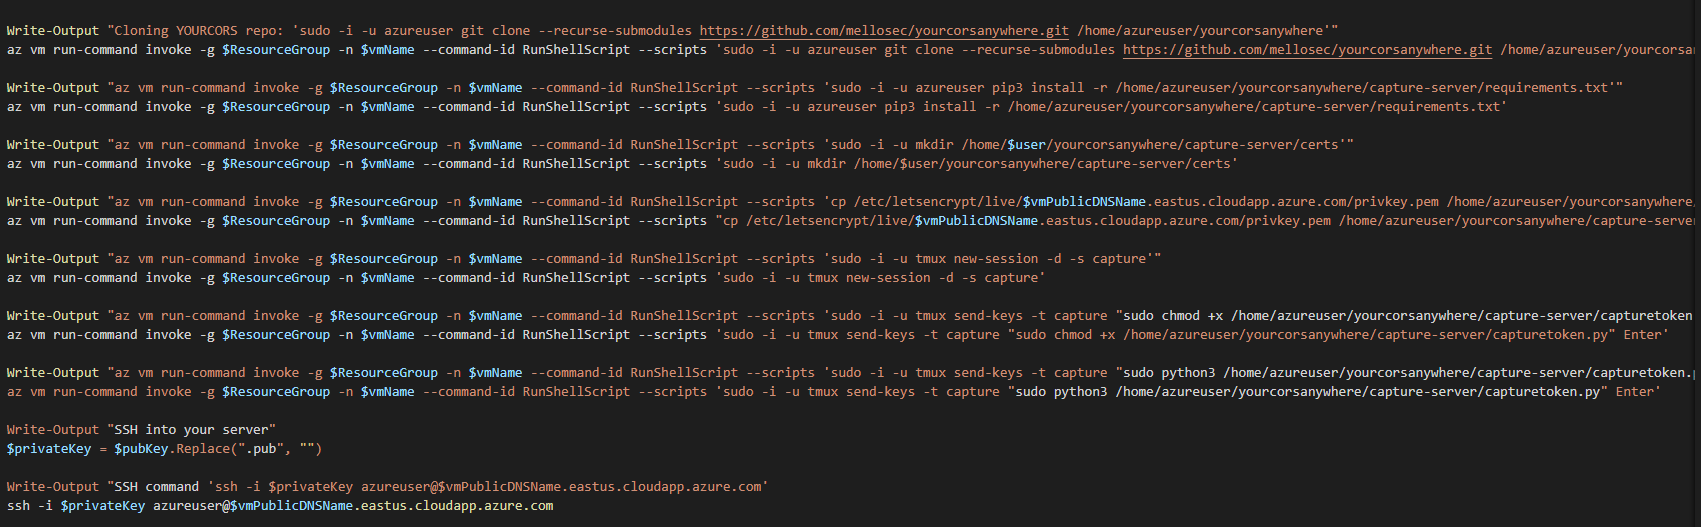 Write-Output "Cloning YOURCORS repo: 'sudo -i -u azureuser git clone --recurse-submodules https://github.com/mellosec/yourcorsanywhere.git /home/azureuser/yourcorsanywhere'"
az vm run-command invoke -g $ResourceGroup -n $vmName --command-id RunShellScript --scripts 'sudo -i -u azureuser git clone --recurse-submodules https://github.com/mellosec/yourcorsanywhere.git /home/azureuser/yourcorsan
Write-Output "az vm run-command invoke -g $ResourceGroup -n $vmName --command-id RunShellScript --scripts 'sudo -i -u azureuser pip3 install -r /home/azureuser/yourcorsanywhere/capture-server/requirements.txt'"
az vm run-command invoke -g $ResourceGroup -n $vmName --command-id RunShellScript --scripts 'sudo -i -u azureuser pip3 install -r /home/azureuser/yourcorsanywhere/capture-server/requirements.txt'
Write-Output "az vm run-command invoke -g $ResourceGroup -n $vmName --command-id RunShellScript --scripts 'sudo -i -u mkdir /home/$user/yourcorsanywhere/capture-server/certs'"
az vm run-command invoke -g $ResourceGroup -n $vmName --command-id RunShellScript --scripts 'sudo -i -u mkdir /home/$user/yourcorsanywhere/capture-server/certs'
Write-Output "az vm run-command invoke -g $ResourceGroup -n $vmName --command-id RunShellScript --scripts 'cp /etc/letsencrypt/live/$vmPublicDNSName.eastus.cloudapp.azure.com/privkey.pem /home/azureuser/yourcorsanywhere
az vm run-command invoke -g $ResourceGroup -n $vmName --command-id RunShellScript --scripts "cp /etc/letsencrypt/live/$vmPublicDNSName.eastus.cloudapp.azure.com/privkey.pem /home/azureuser/yourcorsanywhere/capture-serve
Write-Output "az vm run-command invoke -g $ResourceGroup -n $vmName --command-id RunShellScript --scripts 'sudo -i -u tmux new-session -d -s capture'"
az vm run-command invoke -g $ResourceGroup -n $vmName --command-id RunShellScript --scripts 'sudo -i -u tmux new-session -d -s capture'
Write-Output "az vm run-command invoke -g $ResourceGroup -n $vmName --command-id RunShellScript --scripts 'sudo -i -u tmux send-keys -t capture "sudo chmod +x /home/azureuser/yourcorsanywhere/capture-server/capturetoken
az vm run-command invoke -g $ResourceGroup -n $vmName --command-id RunShellScript --scripts 'sudo -i -u tmux send-keys -t capture "sudo chmod +x /home/azureuser/yourcorsanywhere/capture-server/capturetoken.py" Enter'
Write-Output "az vm run-command invoke -g $ResourceGroup -n $vmName --command-id RunShellScript --scripts 'sudo -i -u tmux send-keys -t capture "sudo python3 /home/azureuser/yourcorsanywhere/capture-server/capturetoken.
az vm run-command invoke -g $ResourceGroup -n $vmName --command-id RunShellScript --scripts 'sudo -i -u tmux send-keys -t capture "sudo python3 /home/azureuser/yourcorsanywhere/capture-server/capturetoken.py" Enter'
Write-Output "SSH into your server"
$privateKey = $pubKey.Replace(".pub", "")
Write-Output "SSH command 'ssh -i $privateKey azureuser@$vmPublicDNSName.eastus.cloudapp.azure.com'
ssh -i $privateKey azureuser@$vmPublicDNSName.eastus.cloudapp.azure.com